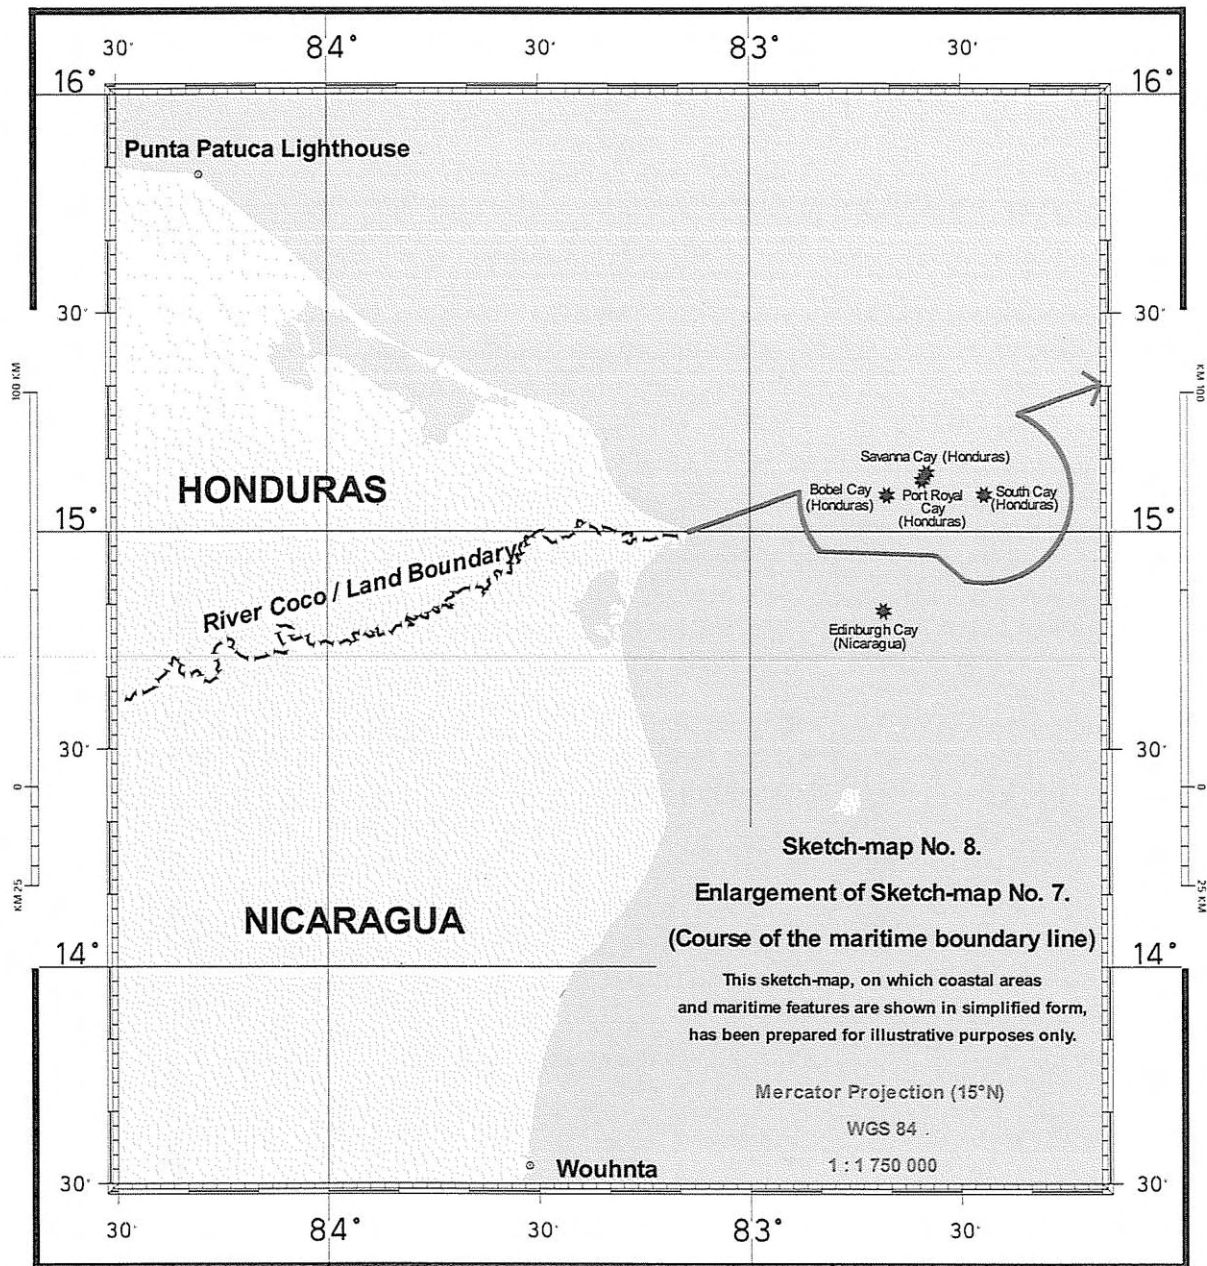 30' 84° 30' 83° 30'
16° 16°
Punta Patuca Lighthouse
30' 30'
100 KM KM 100
Savanna Cay (Honduras)
Bobel Cay
(Honduras)
Port Royal
Cay
(Honduras)
South Cay
(Honduras)
HONDURAS
15° 15°
River Coco / Land Boundary
Edinburgh Cay
(Nicaragua)
30' 30'
0 0
Sketch-map No. 8.
Enlargement of Sketch-map No. 7.
(Course of the maritime boundary line)
KM 25 25 KM
NICARAGUA
14° 14°
This sketch-map, on which coastal areas
and maritime features are shown in simplified form,
has been prepared for illustrative purposes only.
Mercator Projection (15°N)
WGS 84
1 : 1 750 000
Wouhnta
30' 30'
30' 84° 30' 83° 30'